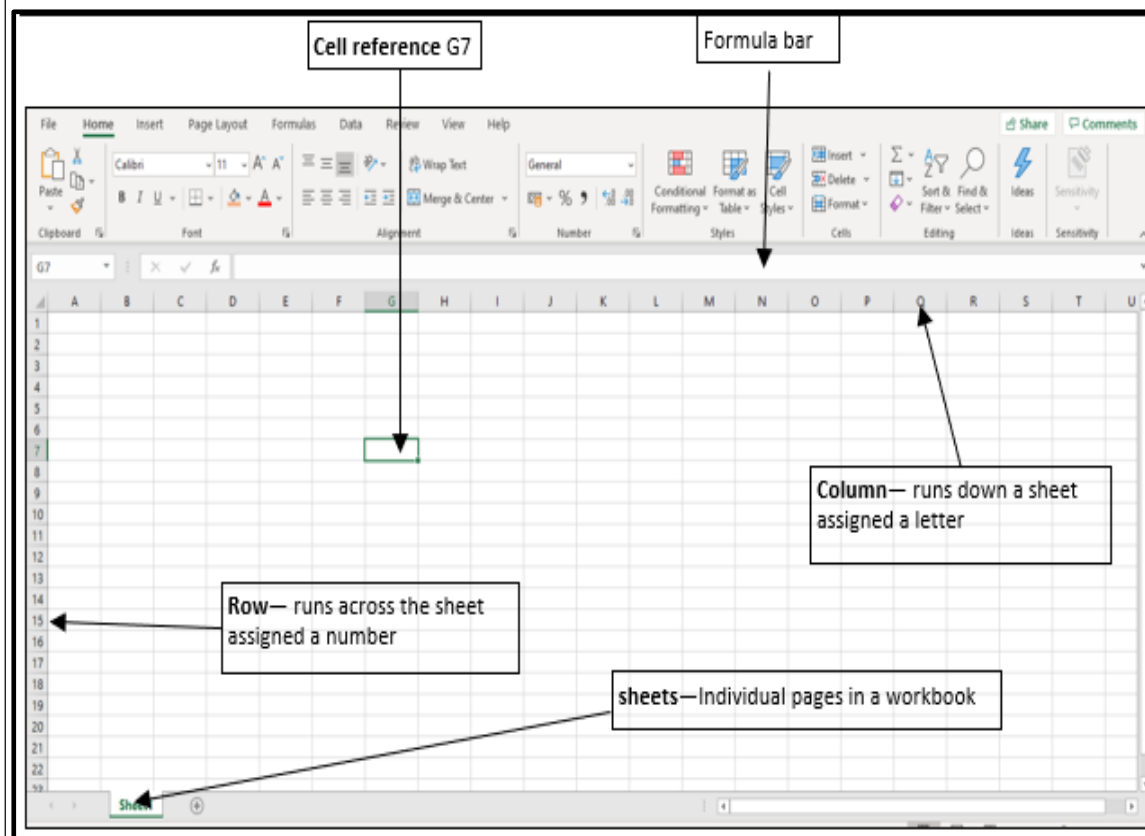 Cell reference G7
Formula bar
File Home Insert Page Layout Formulas Data Review View Help Share Comments
Calibri 11 A^ A˅ Wrap Text General Insert
Paste B I U Merge & Center % Conditional Formatting Format as Table Cell Styles Delete Sort & Filter Find & Select Ideas Sensitivity
Format
Clipboard Font Alignment Number Styles Cells Editing Ideas Sensitivity
G7 fx
A B C D E F G H I J K L M N O P Q R S T U
1
2
3
4
5
6
7
8
9
10
11
12
13
14
15
16
17
18
19
20
21
22
23
Column— runs down a sheet
assigned a letter
Row— runs across the sheet
assigned a number
sheets—Individual pages in a workbook